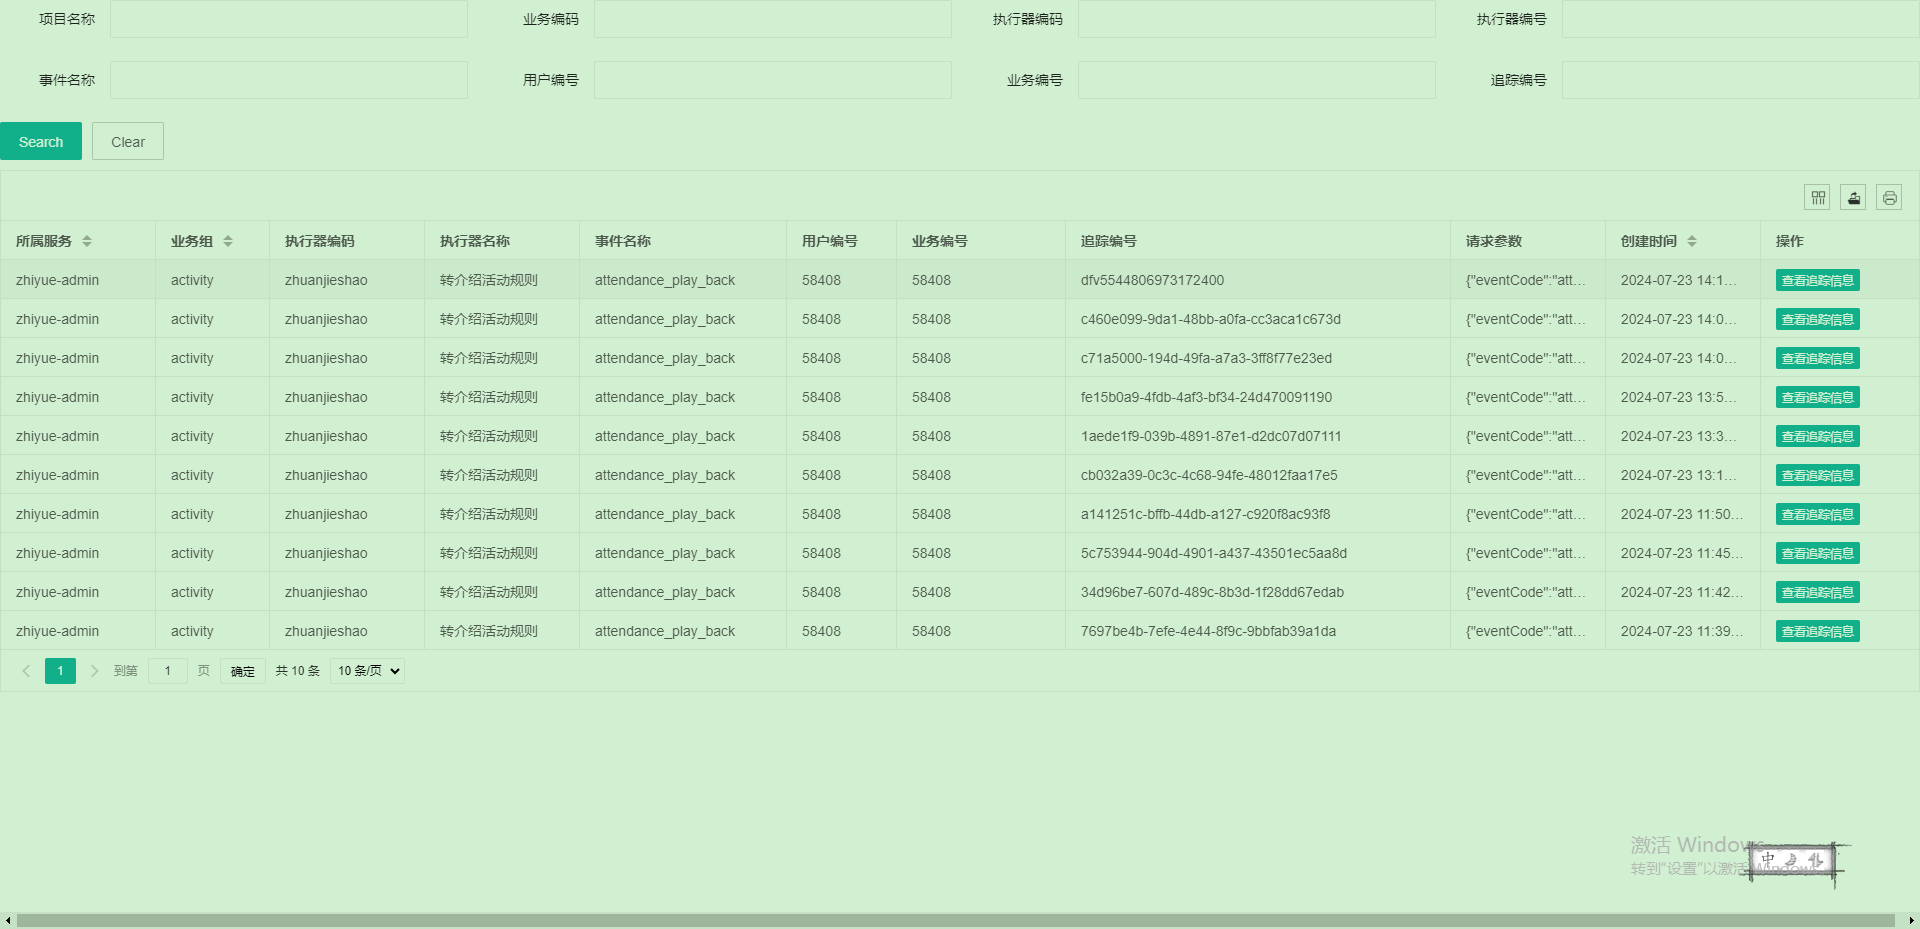 项目名称 业务编码 执行器编码 执行器编号
事件名称 用户编号 业务编号 追踪编号
Search Clear
所属服务 业务组 执行器编码 执行器名称 事件名称 用户编号 业务编号 追踪编号 请求参数 创建时间 操作
zhiyue-admin activity zhuanjieshao 转介绍活动规则 attendance_play_back 58408 58408 dfv5544806973172400 {"eventCode":"att... 2024-07-23 14:1... 查看追踪信息
zhiyue-admin activity zhuanjieshao 转介绍活动规则 attendance_play_back 58408 58408 c460e099-9da1-48bb-a0fa-cc3aca1c673d {"eventCode":"att... 2024-07-23 14:0... 查看追踪信息
zhiyue-admin activity zhuanjieshao 转介绍活动规则 attendance_play_back 58408 58408 c71a5000-194d-49fa-a7a3-3ff8f77e23ed {"eventCode":"att... 2024-07-23 14:0... 查看追踪信息
zhiyue-admin activity zhuanjieshao 转介绍活动规则 attendance_play_back 58408 58408 fe15b0a9-4fdb-4af3-bf34-24d470091190 {"eventCode":"att... 2024-07-23 13:5... 查看追踪信息
zhiyue-admin activity zhuanjieshao 转介绍活动规则 attendance_play_back 58408 58408 1aede1f9-039b-4891-87e1-d2dc07d07111 {"eventCode":"att... 2024-07-23 13:3... 查看追踪信息
zhiyue-admin activity zhuanjieshao 转介绍活动规则 attendance_play_back 58408 58408 cb032a39-0c3c-4c68-94fe-48012faa17e5 {"eventCode":"att... 2024-07-23 13:1... 查看追踪信息
zhiyue-admin activity zhuanjieshao 转介绍活动规则 attendance_play_back 58408 58408 a141251c-bffb-44db-a127-c920f8ac93f8 {"eventCode":"att... 2024-07-23 11:50... 查看追踪信息
zhiyue-admin activity zhuanjieshao 转介绍活动规则 attendance_play_back 58408 58408 5c753944-904d-4901-a437-43501ec5aa8d {"eventCode":"att... 2024-07-23 11:45... 查看追踪信息
zhiyue-admin activity zhuanjieshao 转介绍活动规则 attendance_play_back 58408 58408 34d96be7-607d-489c-8b3d-1f28dd67edab {"eventCode":"att... 2024-07-23 11:42... 查看追踪信息
zhiyue-admin activity zhuanjieshao 转介绍活动规则 attendance_play_back 58408 58408 7697be4b-7efe-4e44-8f9c-9bbfab39a1da {"eventCode":"att... 2024-07-23 11:39... 查看追踪信息
1 到第 1 页 确定 共 10 条 10 条/页
激活 Windows
转到"设置"以激活 Windows
中